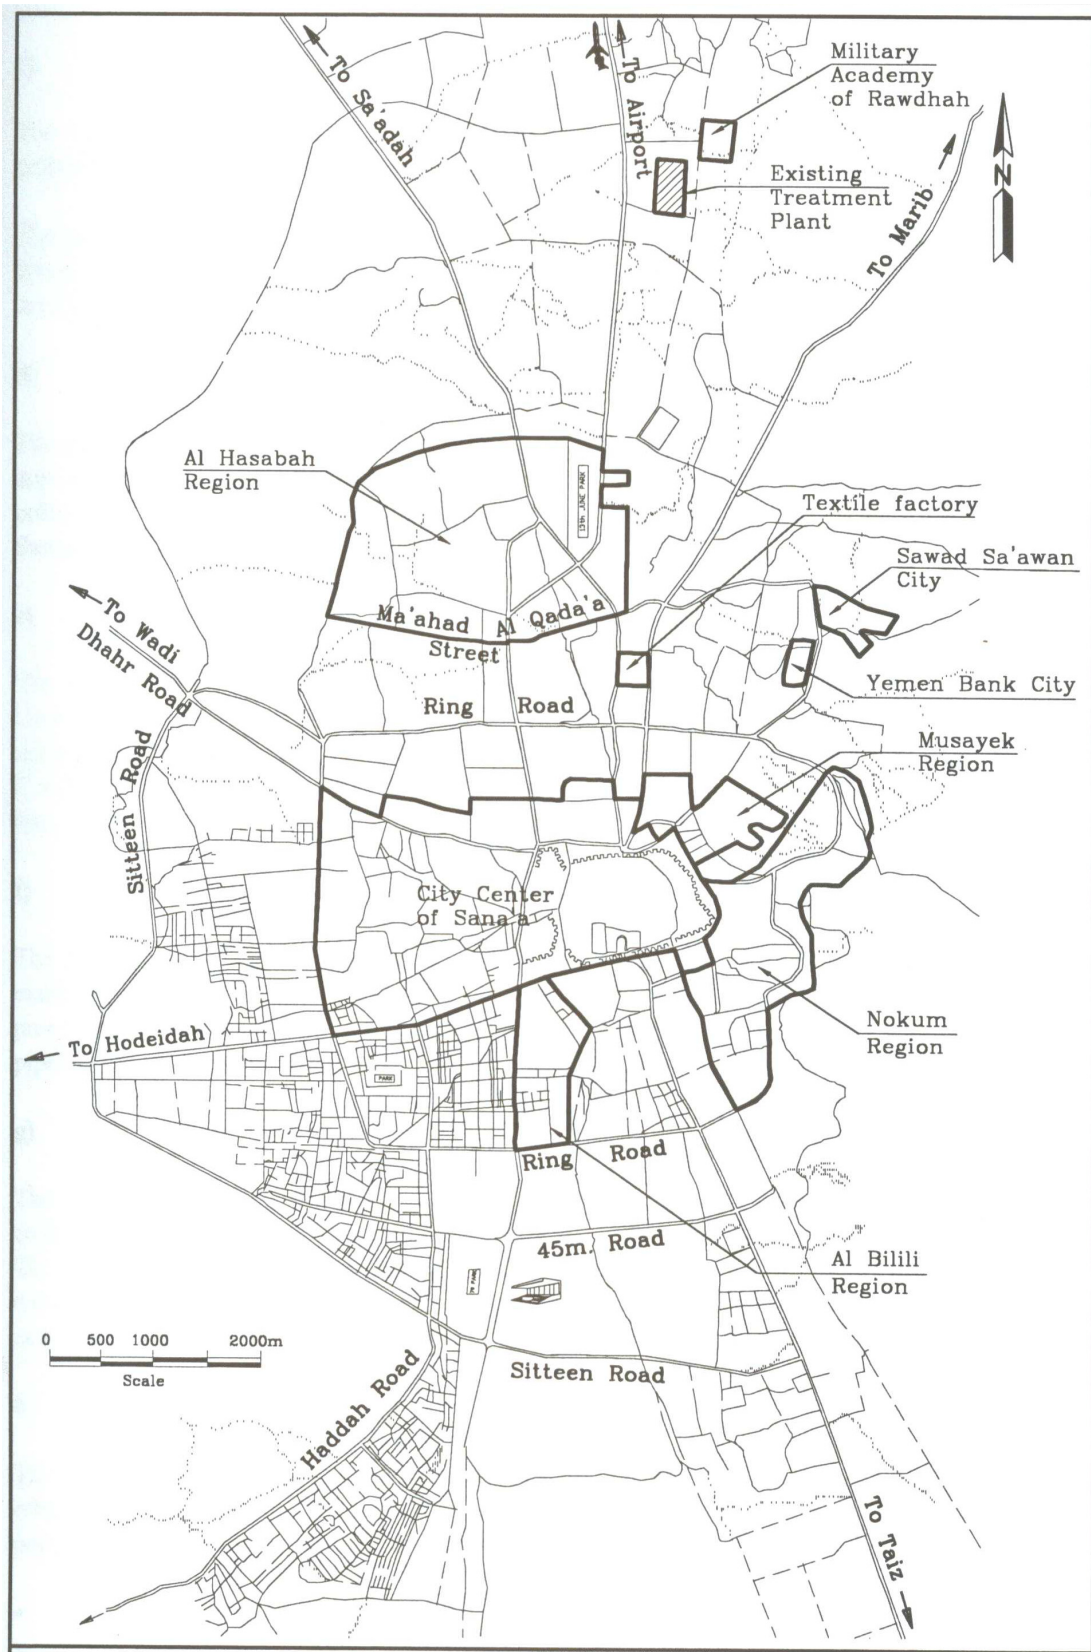 To Sa'adah
To Airport
Military
Academy
of Rawdhah
Existing
Treatment
Plant
To Marib
N
Al Hasabah
Region
13th JUNE PARK
Textile factory
Sawad Sa'awan
City
Ma'ahad Al Qada'a
Street
To Wadi
Dhahr Road
Yemen Bank City
Ring Road
Musayek
Region
Sitteen Road
City Center
of Sana'a
Nokum
Region
To Hodeidah
PARK
Ring Road
45m. Road
Al Bilili
Region
PARK
0 500 1000 2000m
Scale
Sitteen Road
Haddah Road
To Taiz